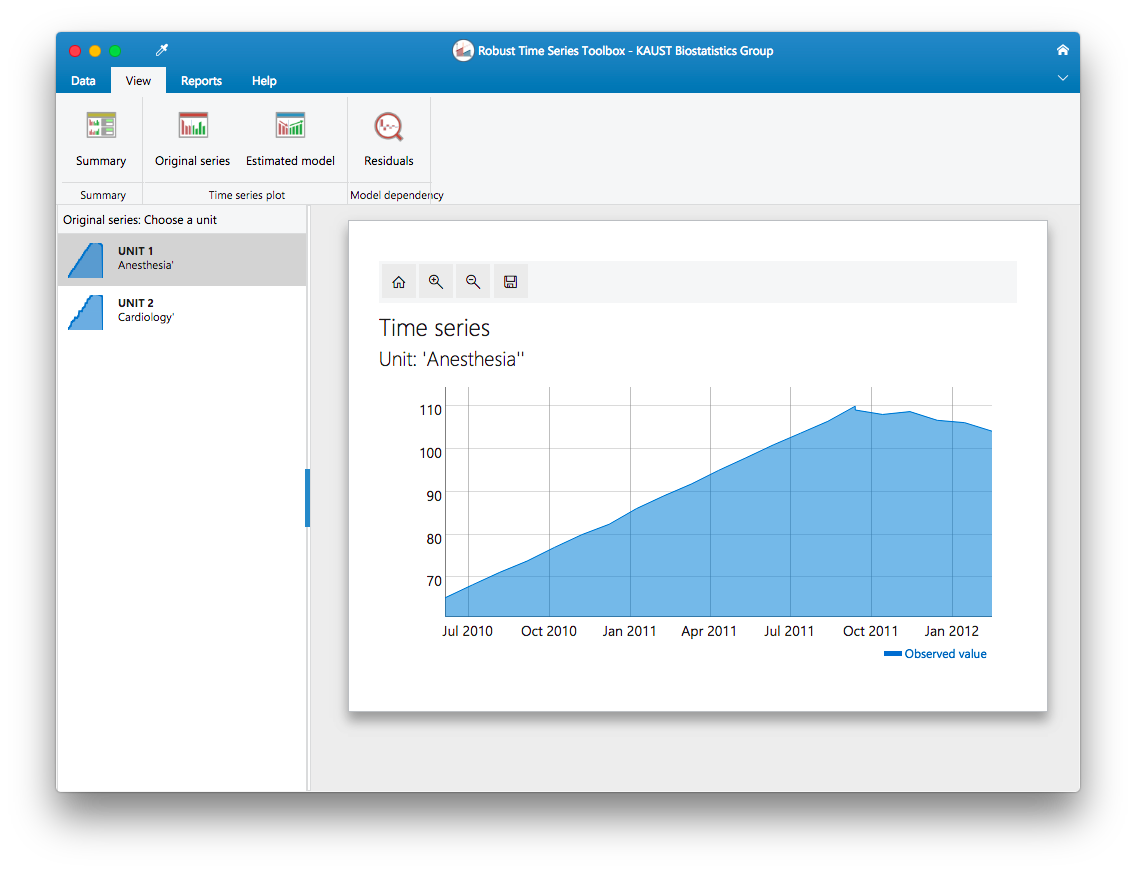 Robust Time Series Toolbox - KAUST Biostatistics Group
Data View Reports Help
Summary Original series Estimated model Residuals
Summary Time series plot Model dependency
Original series: Choose a unit
UNIT 1
Anesthesia'
UNIT 2
Cardiology'
Time series
Unit: 'Anesthesia''
110
100
90
80
70
Jul 2010 Oct 2010 Jan 2011 Apr 2011 Jul 2011 Oct 2011 Jan 2012
Observed value